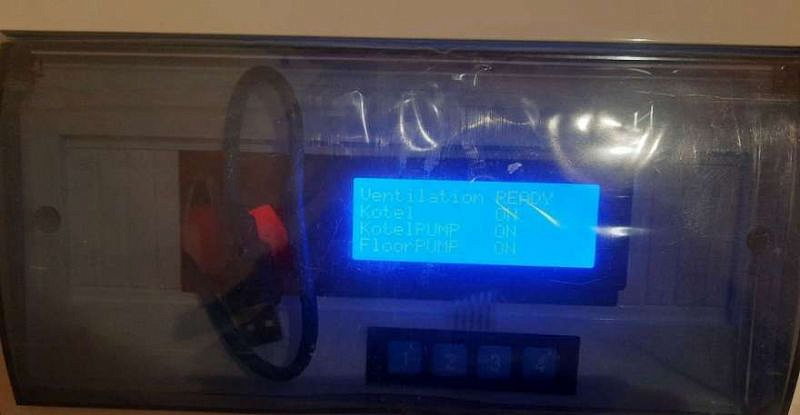 Ventilation READY
Kotel ON
KotelPUMP ON
FloorPUMP ON
1 2 3 4